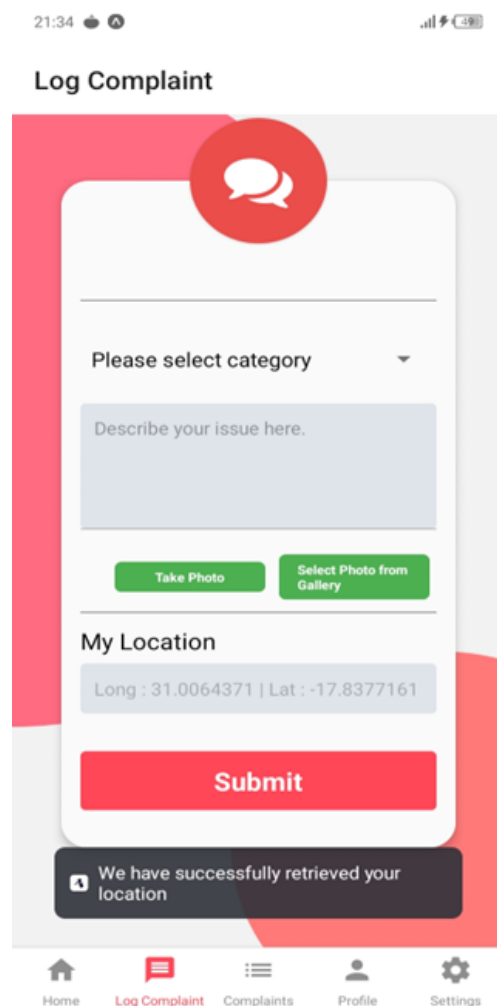 21:34
49
Log Complaint
Please select category
Describe your issue here.
Take Photo
Select Photo from
Gallery
My Location
Long : 31.0064371 | Lat : -17.8377161
Submit
We have successfully retrieved your
location
Home Log Complaint Complaints Profile Settings